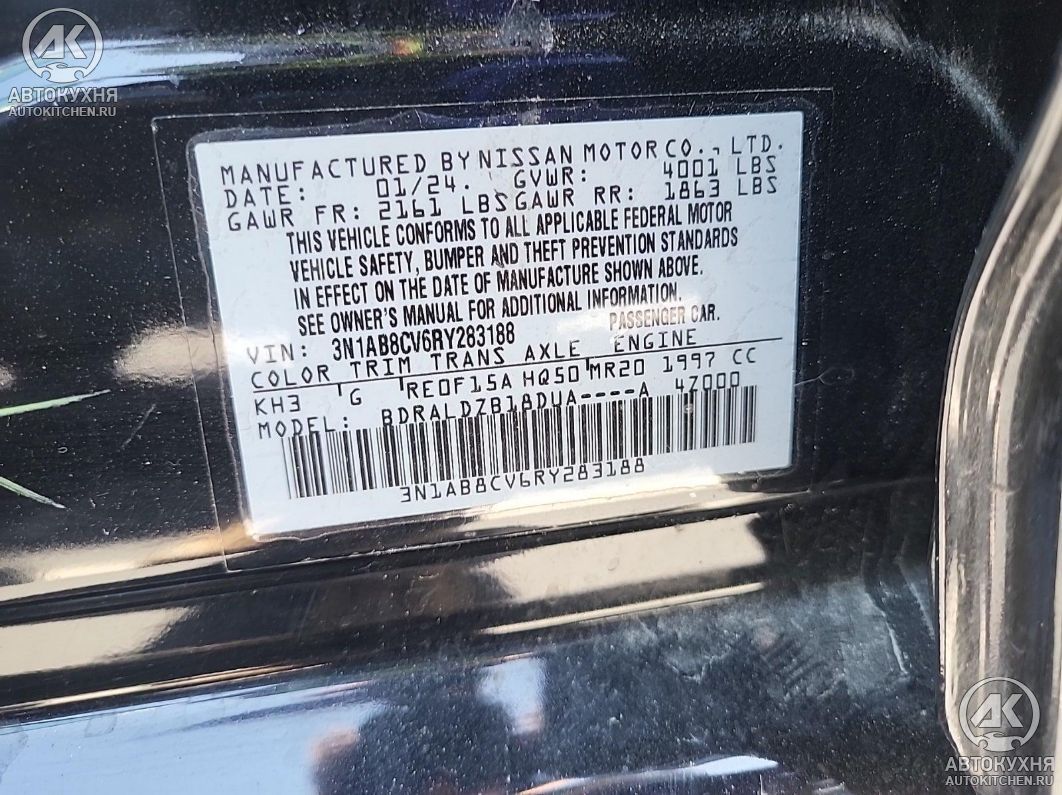 AK
АВТОКУХНЯ
AUTOKITCHEN.RU
MANUFACTURED BY NISSAN MOTOR CO., LTD.
DATE: 01/24. GVWR: 4001 LBS
GAWR FR: 2161 LBS GAWR RR: 1863 LBS
THIS VEHICLE CONFORMS TO ALL APPLICABLE FEDERAL MOTOR
VEHICLE SAFETY, BUMPER AND THEFT PREVENTION STANDARDS
IN EFFECT ON THE DATE OF MANUFACTURE SHOWN ABOVE.
SEE OWNER'S MANUAL FOR ADDITIONAL INFORMATION.
VIN: 3N1AB8CV6RY283188 PASSENGER CAR.
COLOR TRIM TRANS AXLE ENGINE
KH3 G RE0F15A HQ50 MR20 1997 CC
MODEL: BDRALDZB18DUA----A 4Z000
3N1AB8CV6RY283188
AK
АВТОКУХНЯ
AUTOKITCHEN.RU